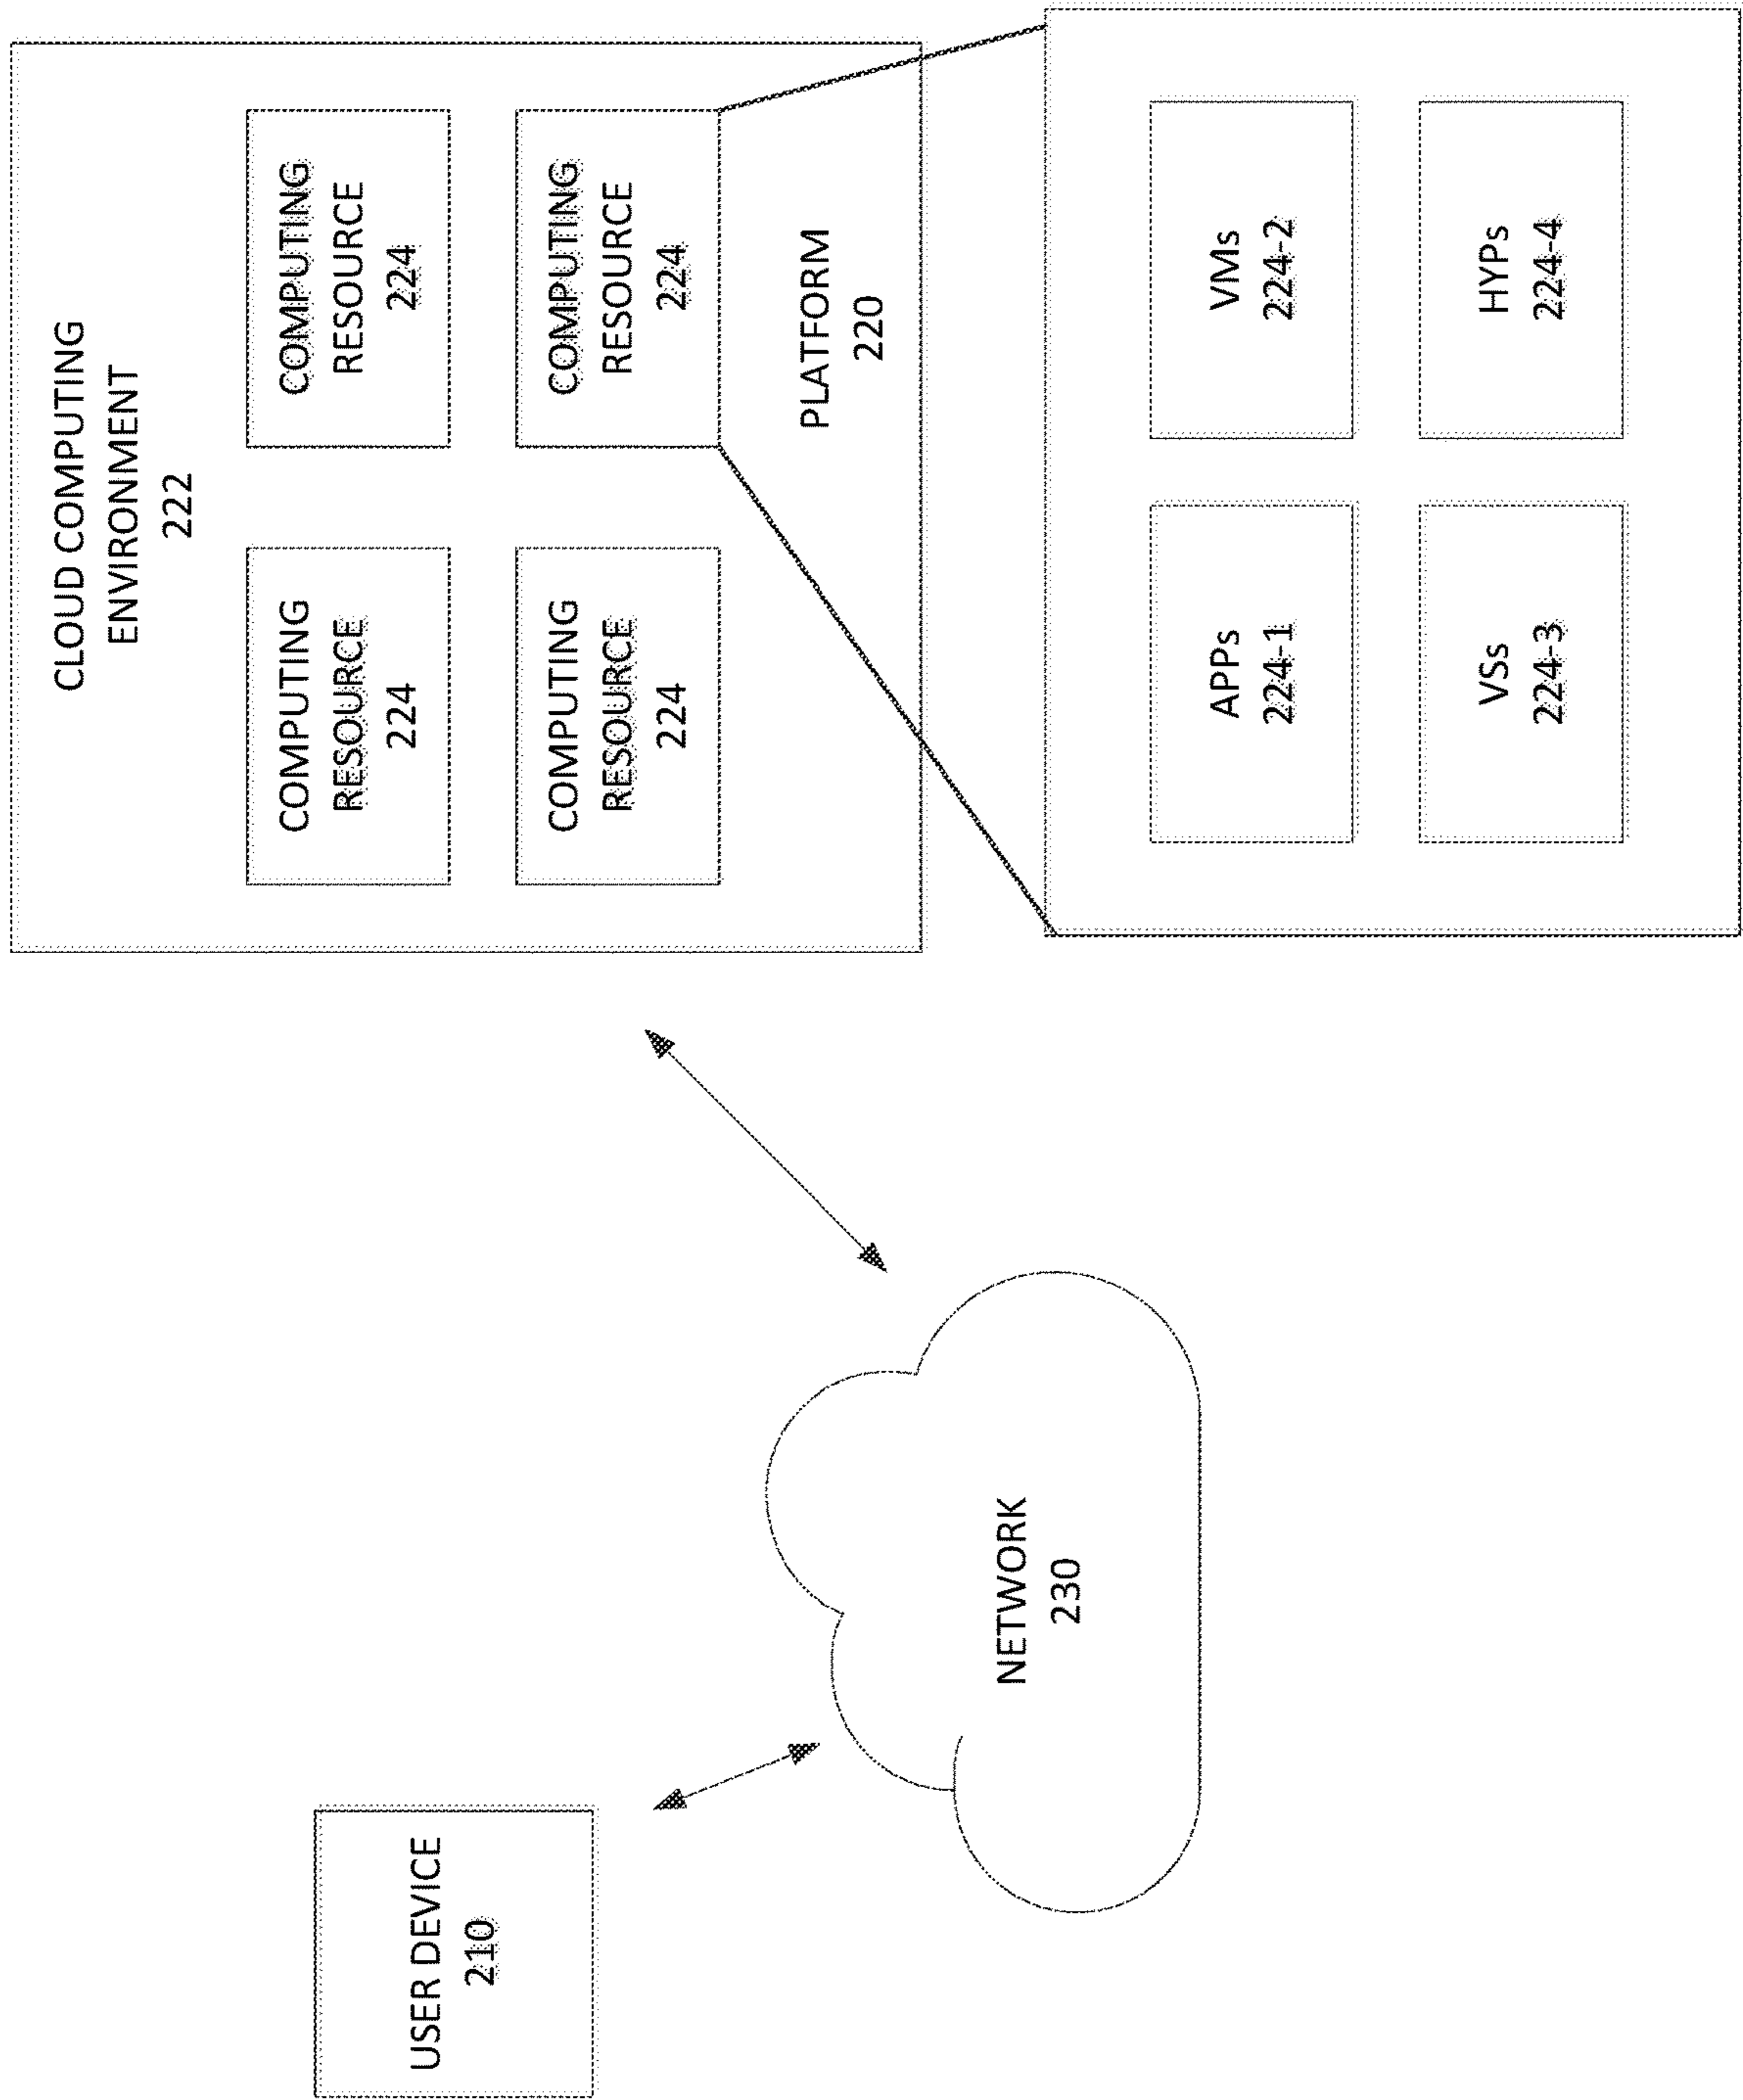 CLOUD COMPUTING
ENVIRONMENT
222
COMPUTING
RESOURCE
224
COMPUTING
RESOURCE
224
COMPUTING
RESOURCE
224
COMPUTING
RESOURCE
224
PLATFORM
220
APPs
224-1
VMs
224-2
VSs
224-3
HYPs
224-4
USER DEVICE
210
NETWORK
230